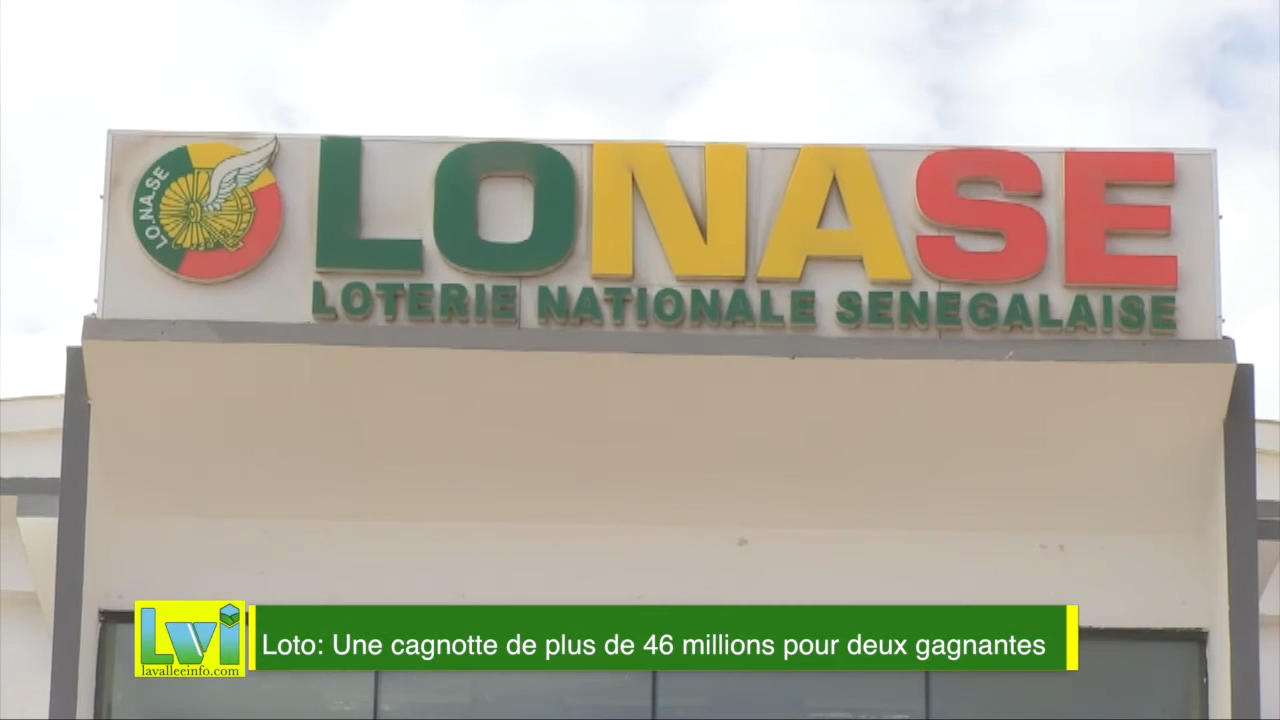 LO.NA.SE
LONASE
LOTERIE NATIONALE SENEGALAISE
Lvi
lavalleeinfo.com
Loto: Une cagnotte de plus de 46 millions pour deux gagnantes